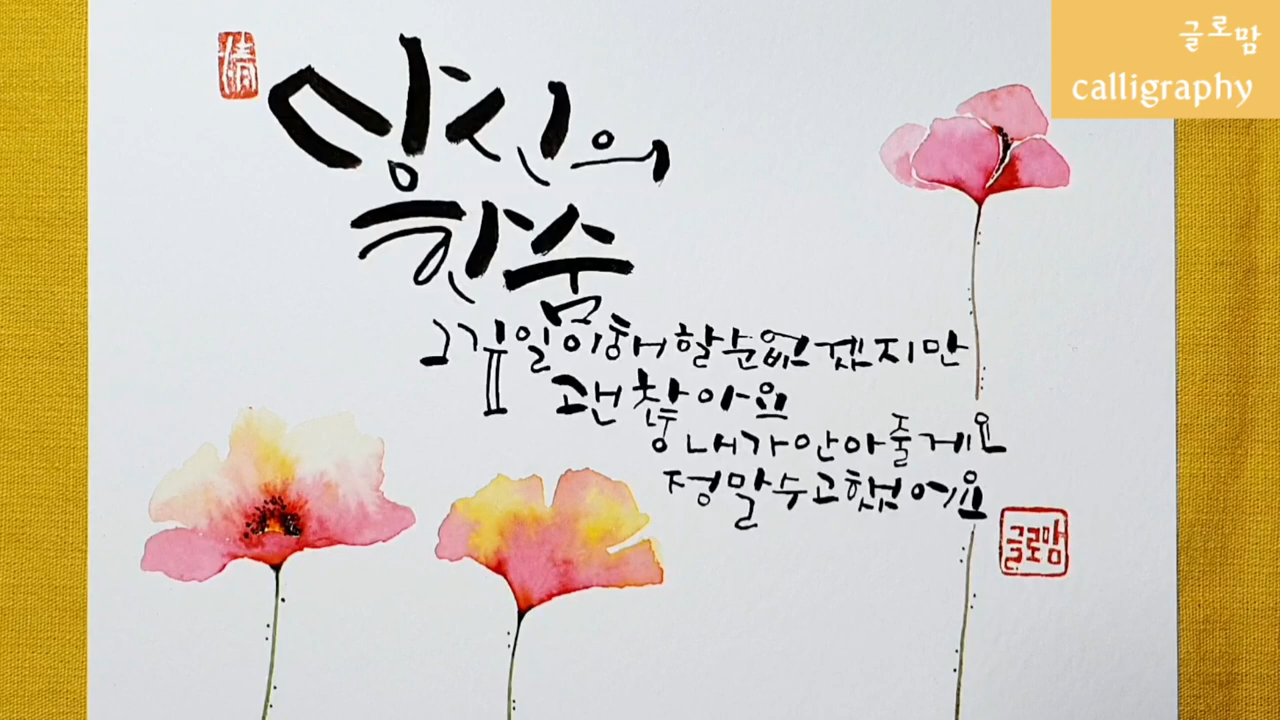 글로맘
calligraphy
당신의
한숨
그 깊일 이해할 순 없겠지만
괜찮아요
내가 안아줄게요
정말 수고했어요
글로맘